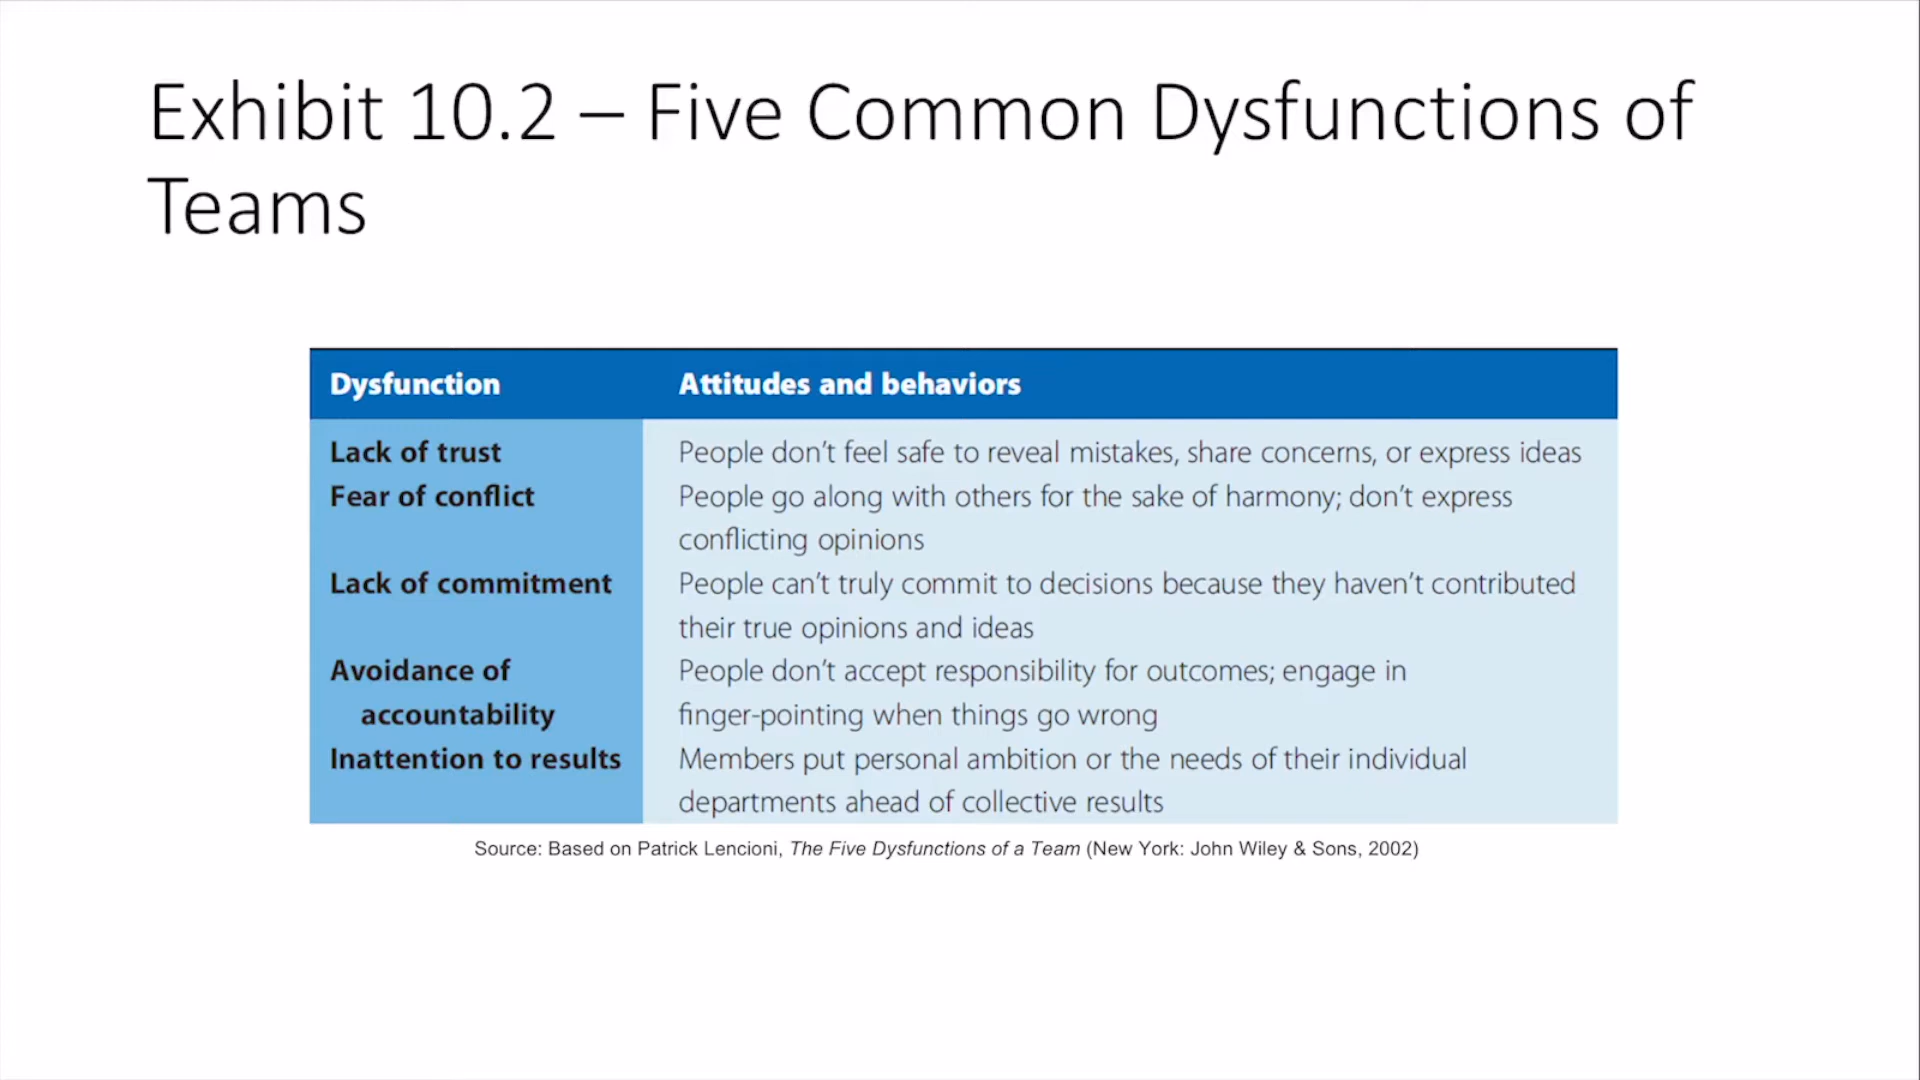 Exhibit 10.2 – Five Common Dysfunctions of
Teams
Dysfunction Attitudes and behaviors
Lack of trust People don’t feel safe to reveal mistakes, share concerns, or express ideas
Fear of conflict People go along with others for the sake of harmony; don’t express
conflicting opinions
Lack of commitment People can’t truly commit to decisions because they haven’t contributed
their true opinions and ideas
Avoidance of People don’t accept responsibility for outcomes; engage in
accountability finger-pointing when things go wrong
Inattention to results Members put personal ambition or the needs of their individual
departments ahead of collective results
Source: Based on Patrick Lencioni, The Five Dysfunctions of a Team (New York: John Wiley & Sons, 2002)